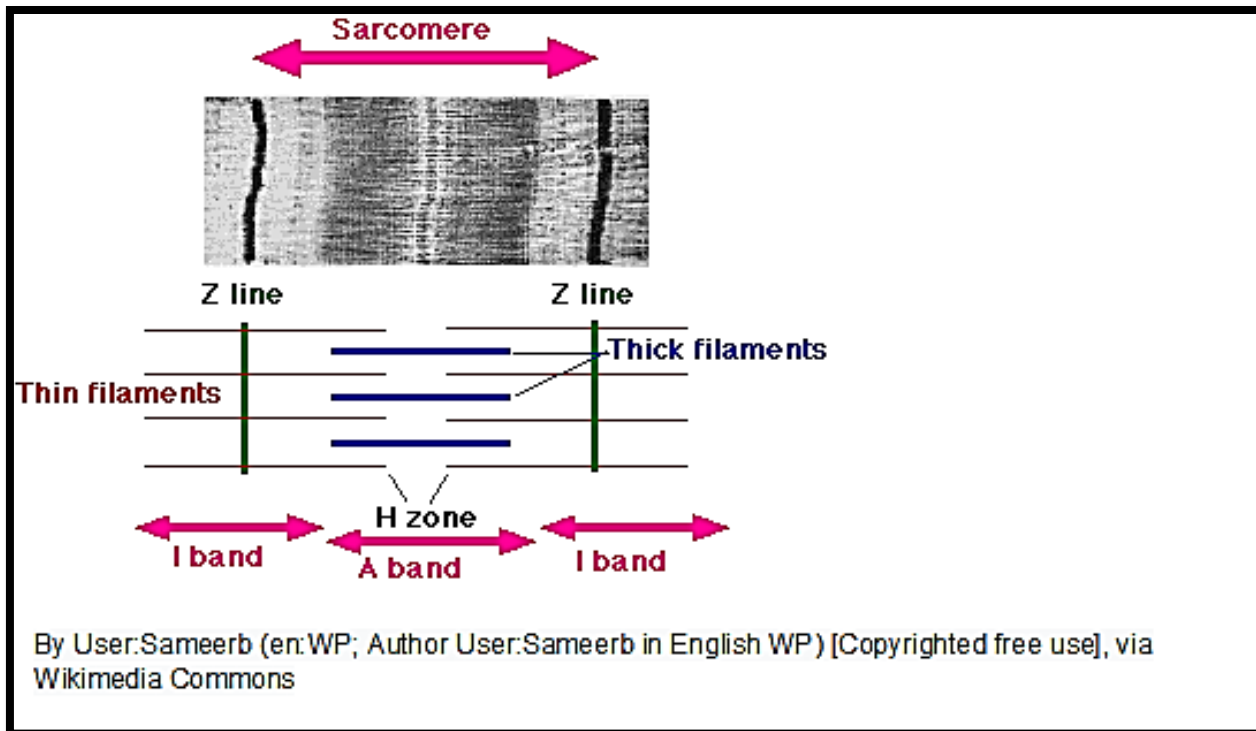 Sarcomere
Z line
Z line
Thick filaments
Thin filaments
H zone
I band
A band
I band
By User:Sameerb (en:WP; Author User:Sameerb in English WP) [Copyrighted free use], via
Wikimedia Commons